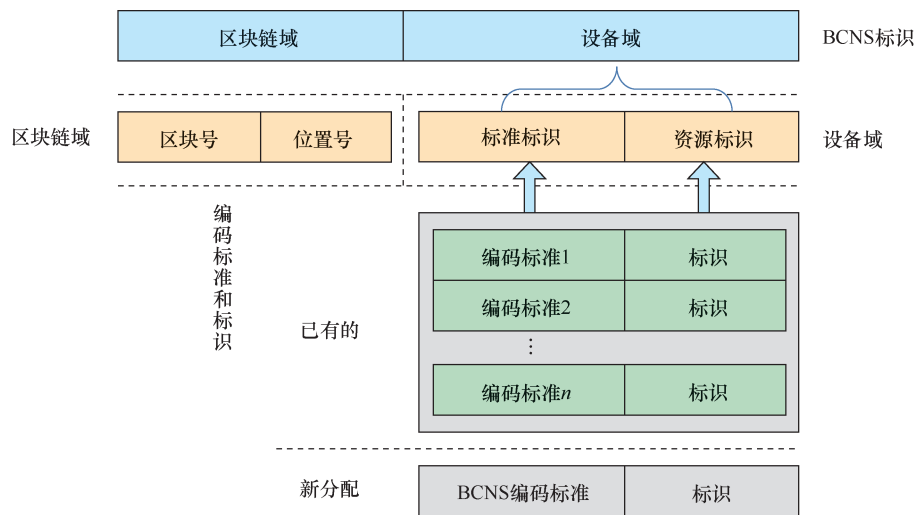 区块链域 设备域 BCNS标识
区块链域 区块号 位置号 标准标识 资源标识 设备域
编码标准和标识
编码标准1 标识
编码标准2 标识
已有的
⋮
编码标准n 标识
新分配 BCNS编码标准 标识